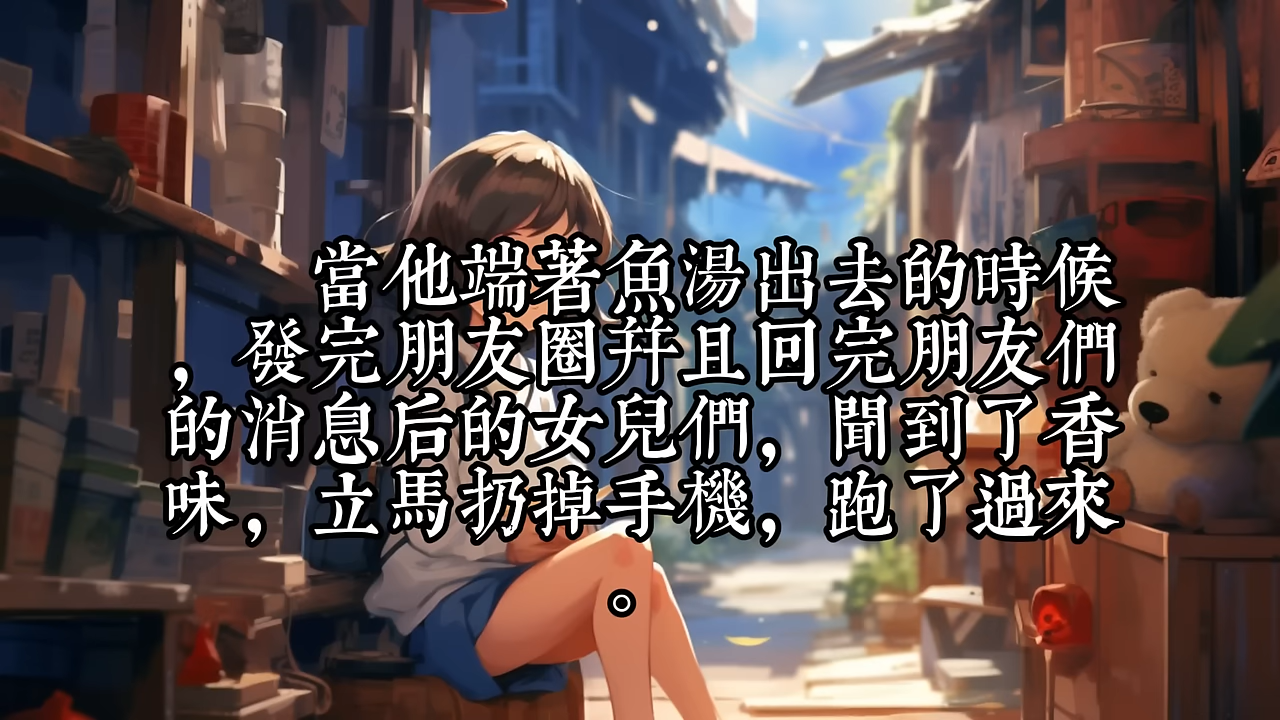 當他端著魚湯出去的時候
，發完朋友圈幷且回完朋友們
的消息后的女兒們，聞到了香
味，立馬扔掉手機，跑了過來
。